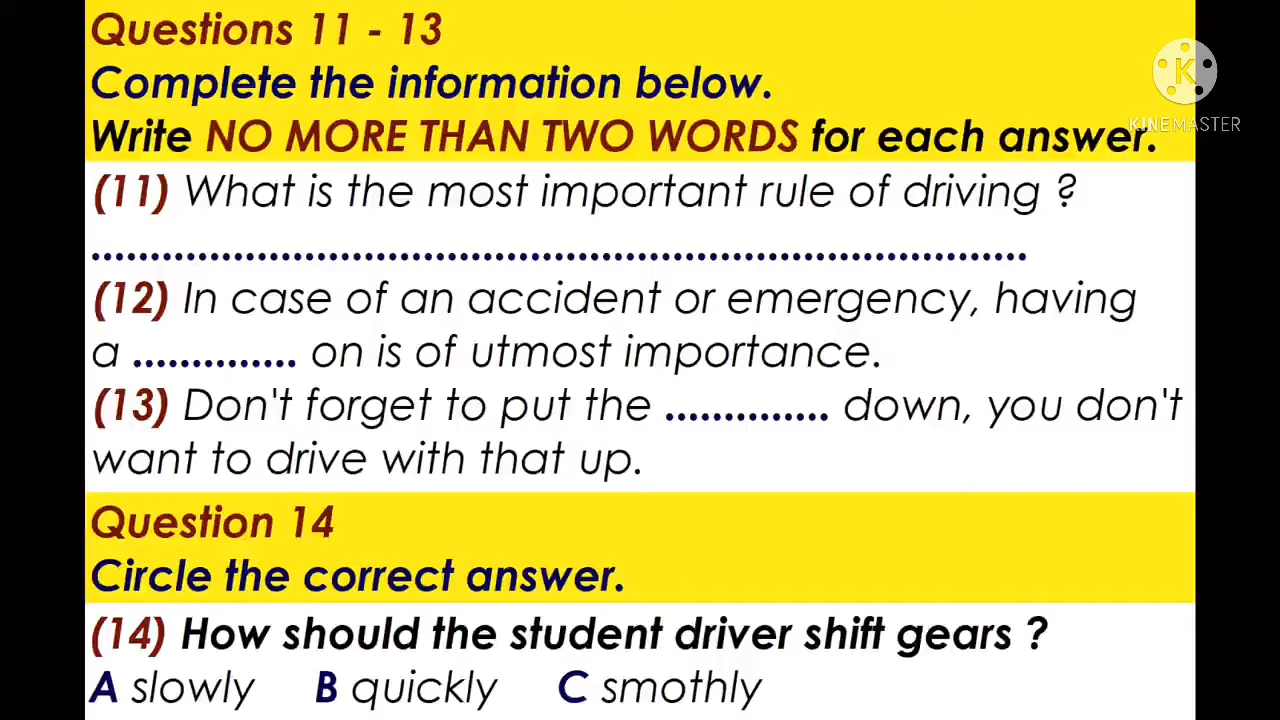 Questions 11 - 13
Complete the information below.
Write NO MORE THAN TWO WORDS for each answer.
K
KINEMASTER
(11) What is the most important rule of driving ?
..............................................................................
(12) In case of an accident or emergency, having
a .............. on is of utmost importance.
(13) Don't forget to put the .............. down, you don't
want to drive with that up.
Question 14
Circle the correct answer.
(14) How should the student driver shift gears ?
A slowly B quickly C smothly